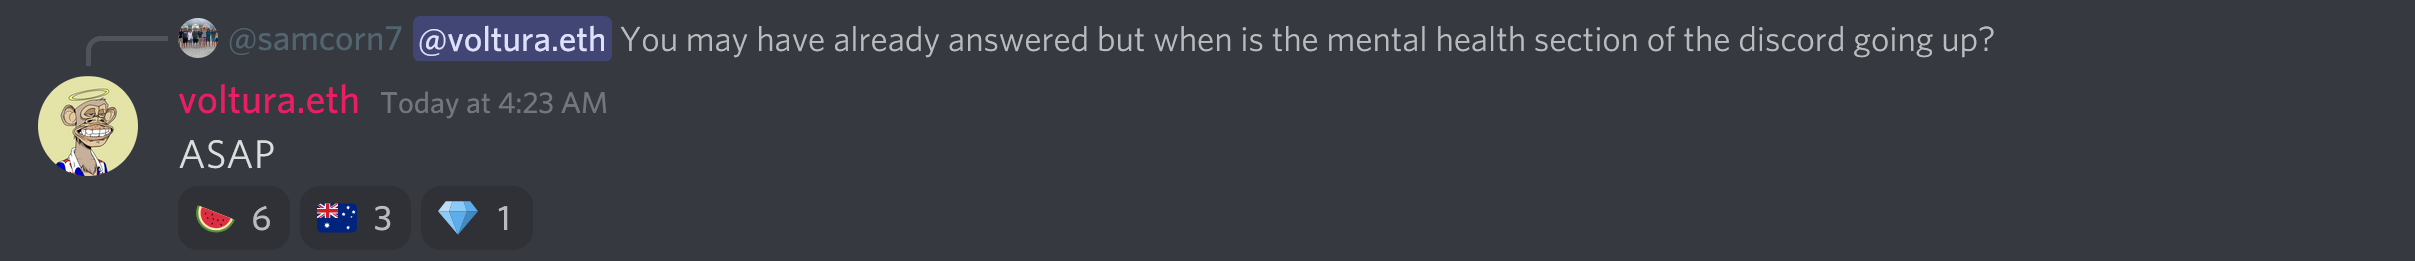 @samcorn7 @voltura.eth You may have already answered but when is the mental health section of the discord going up?
voltura.eth Today at 4:23 AM
ASAP
6 3 1